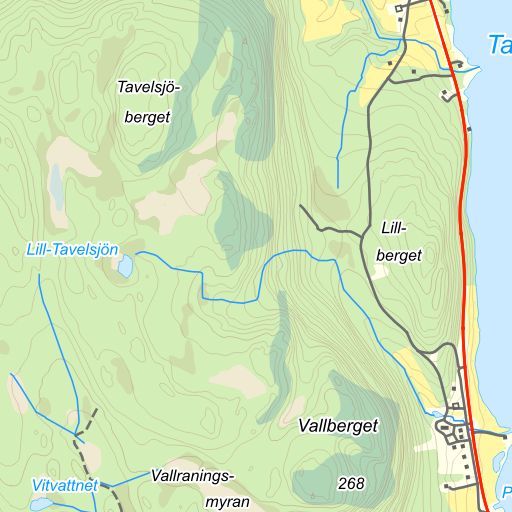 Ta
Tavelsjö-
berget
Lill-
berget
Lill-Tavelsjön
Vallberget
Vallranings-
myran
268
Vitvattnet
P